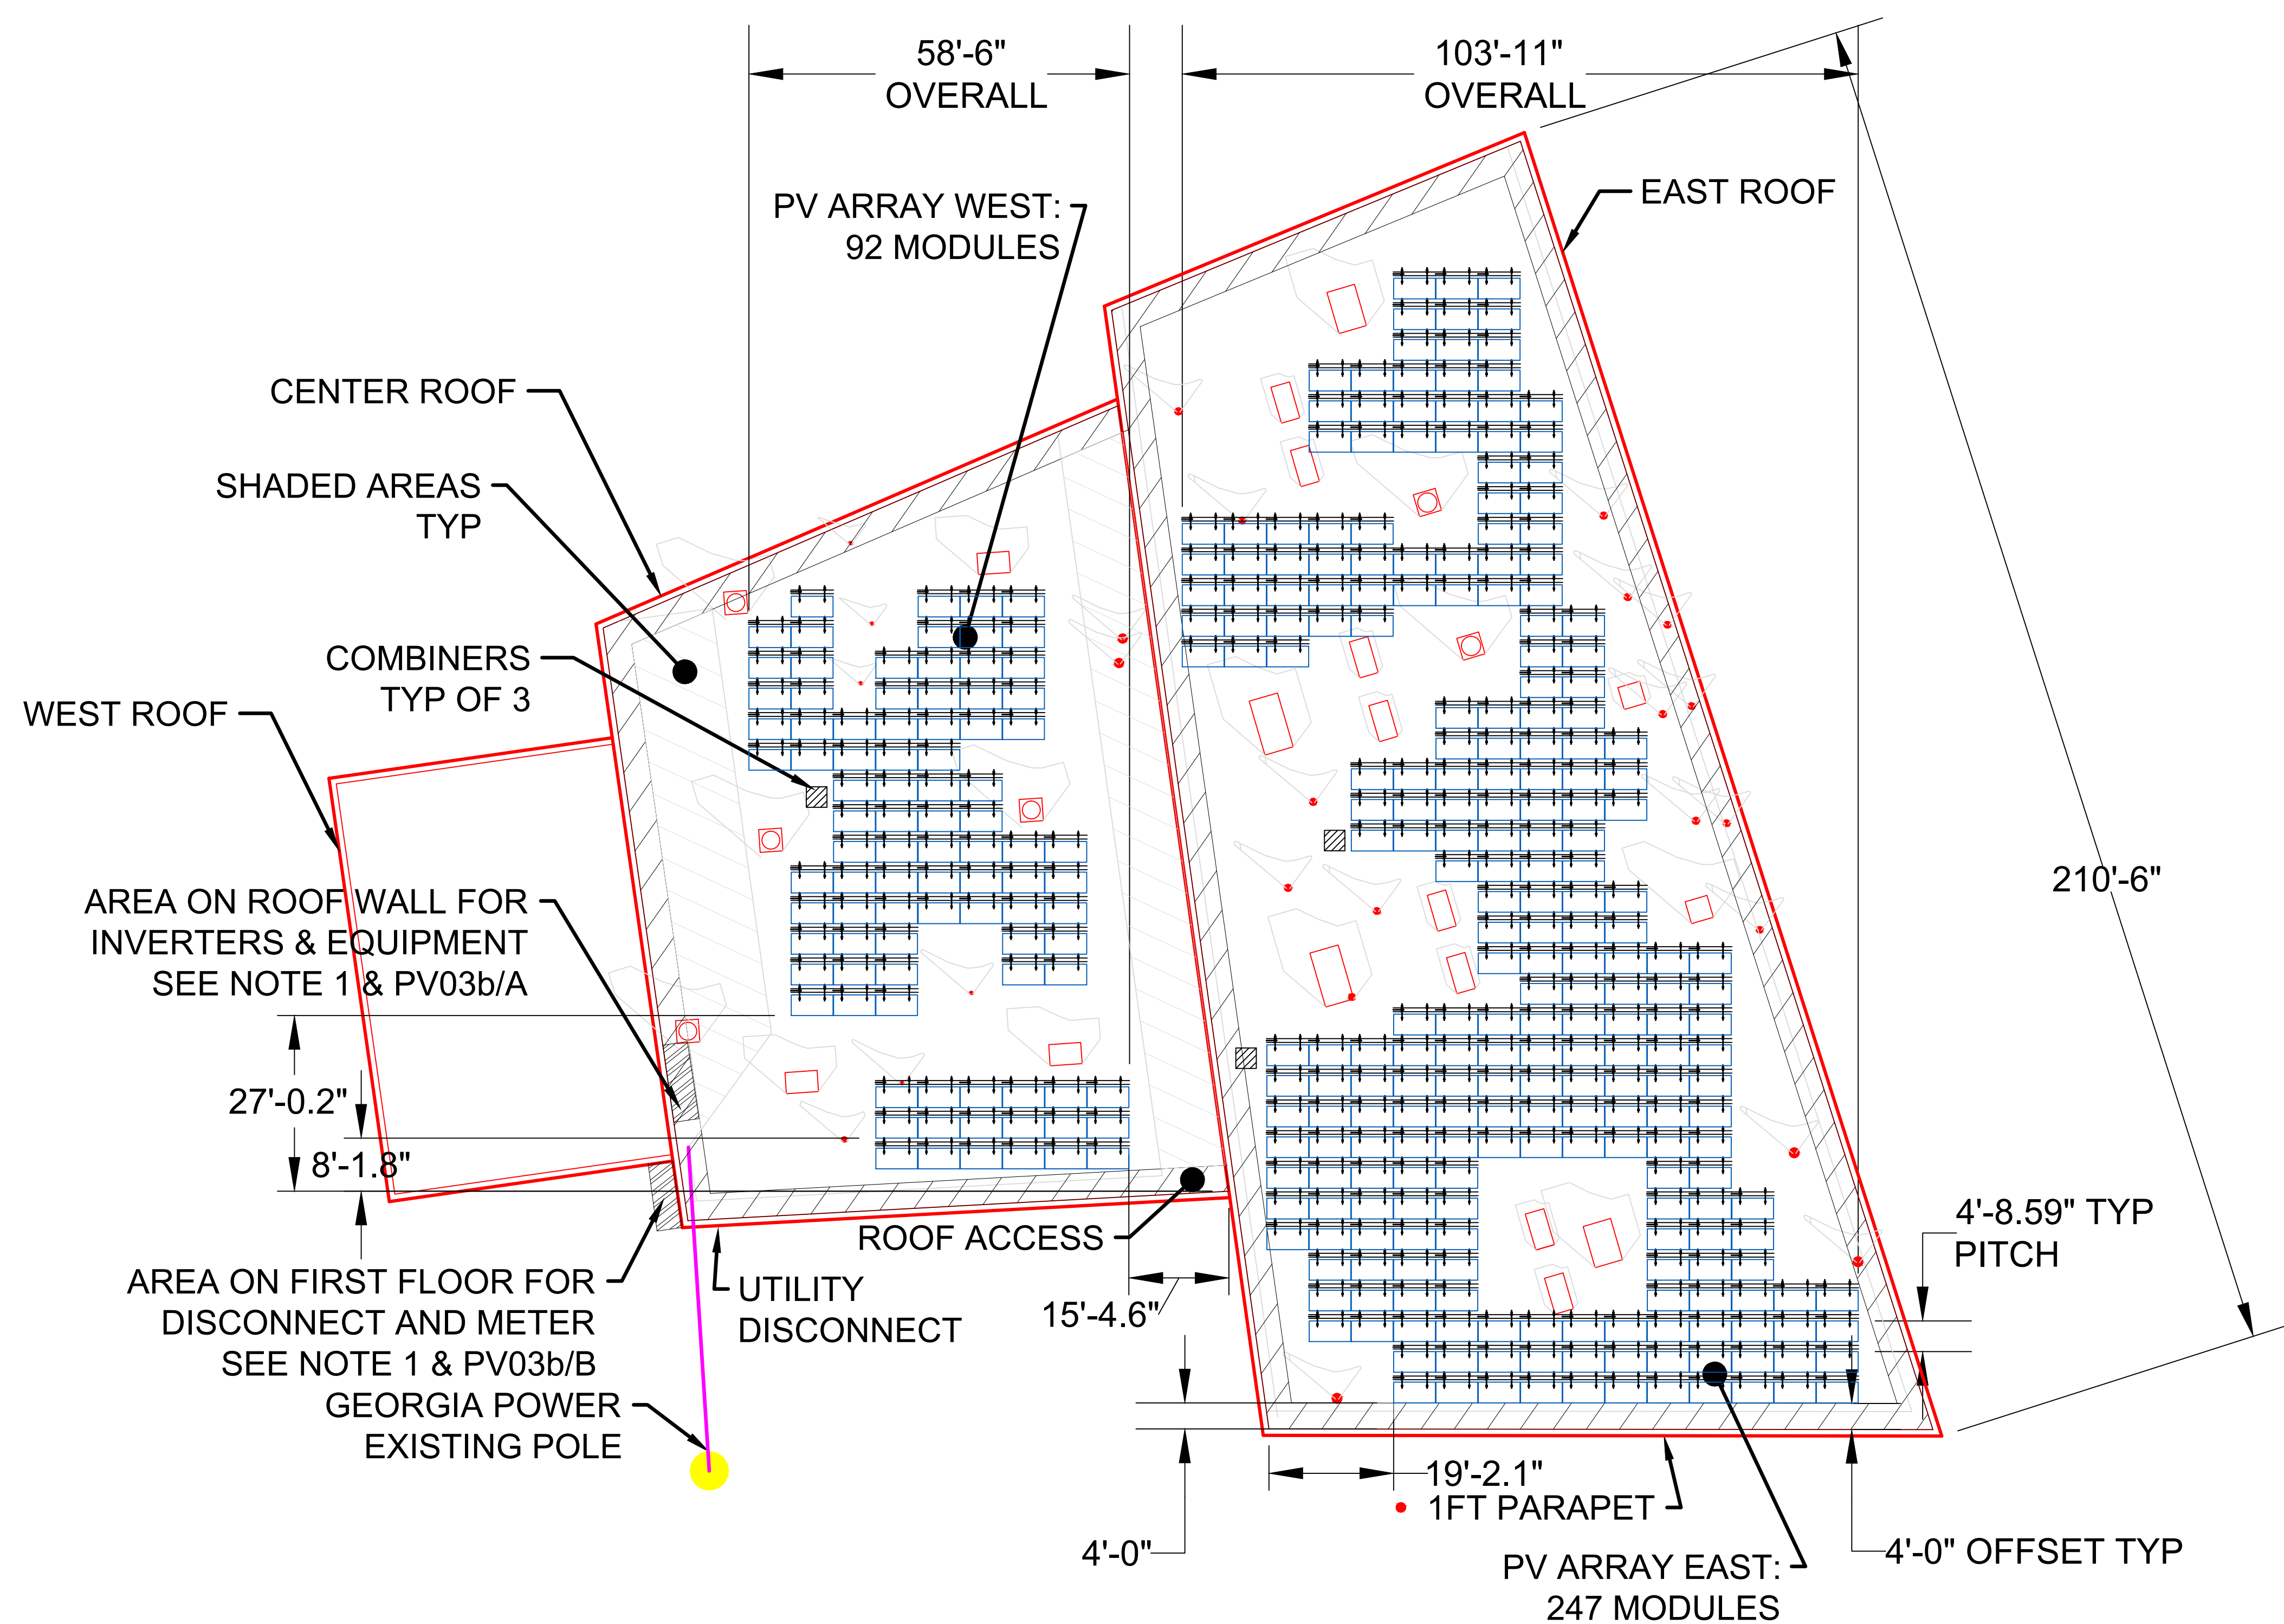 58'-6"
OVERALL
103'-11"
OVERALL
PV ARRAY WEST:
92 MODULES
EAST ROOF
CENTER ROOF
SHADED AREAS
TYP
COMBINERS
TYP OF 3
WEST ROOF
AREA ON ROOF WALL FOR
INVERTERS & EQUIPMENT
SEE NOTE 1 & PV03b/A
210'-6"
27'-0.2"
8'-1.8"
ROOF ACCESS
4'-8.59" TYP
PITCH
AREA ON FIRST FLOOR FOR
DISCONNECT AND METER
SEE NOTE 1 & PV03b/B
UTILITY
DISCONNECT
15'-4.6"
GEORGIA POWER
EXISTING POLE
19'-2.1"
1FT PARAPET
4'-0"
4'-0" OFFSET TYP
PV ARRAY EAST:
247 MODULES